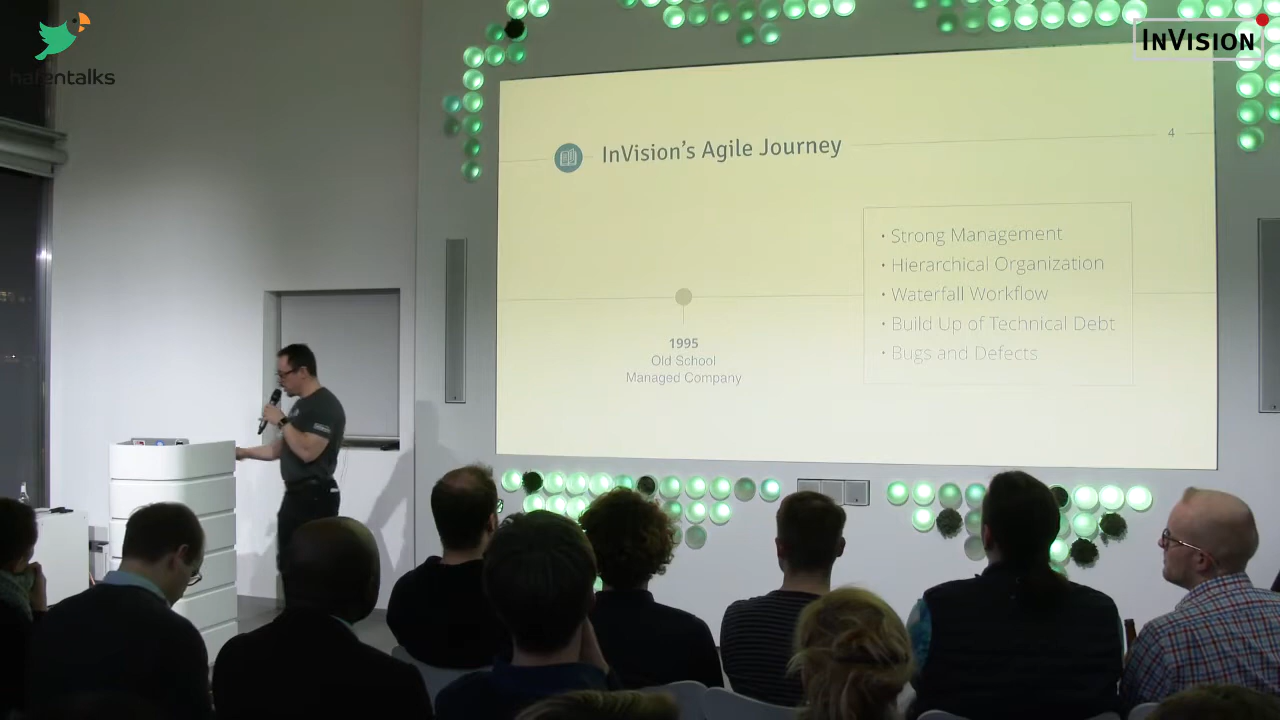 hafentalks
InVision
4
InVision's Agile Journey
• Strong Management
• Hierarchical Organization
• Waterfall Workflow
• Build Up of Technical Debt
• Bugs and Defects
1995
Old School
Managed Company